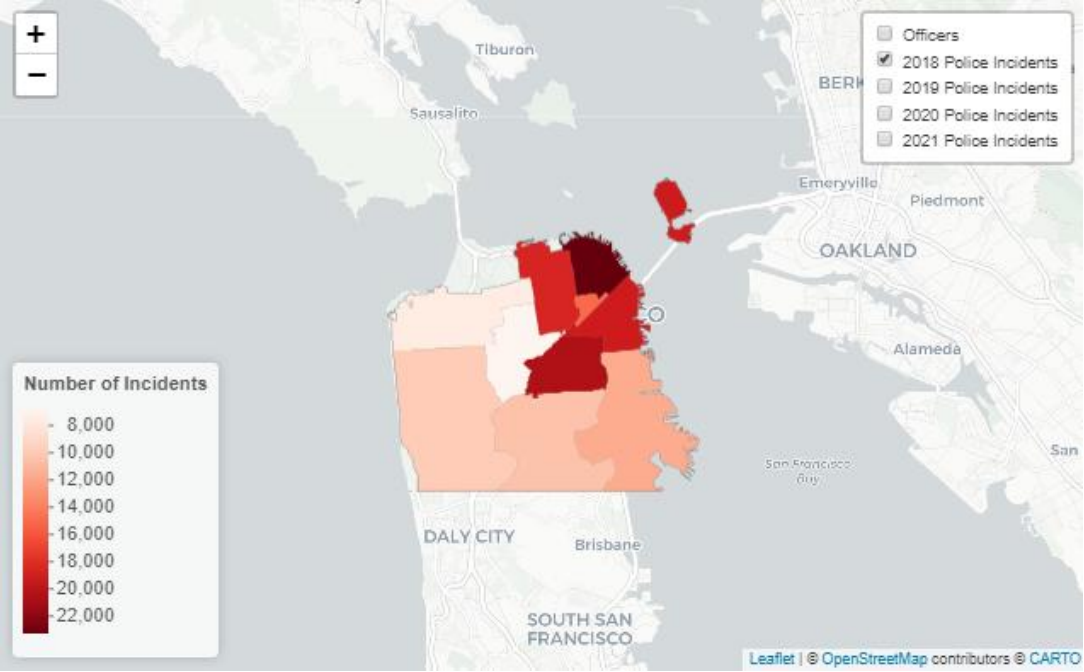 +
−
Tiburon
Sausalito
Officers
2018 Police Incidents
2019 Police Incidents
2020 Police Incidents
2021 Police Incidents
BERK
Emeryville
Piedmont
OAKLAND
CO
Alameda
San
San Francisco
Bay
Number of Incidents
8,000
10,000
12,000
14,000
16,000
18,000
20,000
22,000
DALY CITY
Brisbane
SOUTH SAN
FRANCISCO
Leaflet | © OpenStreetMap contributors © CARTO